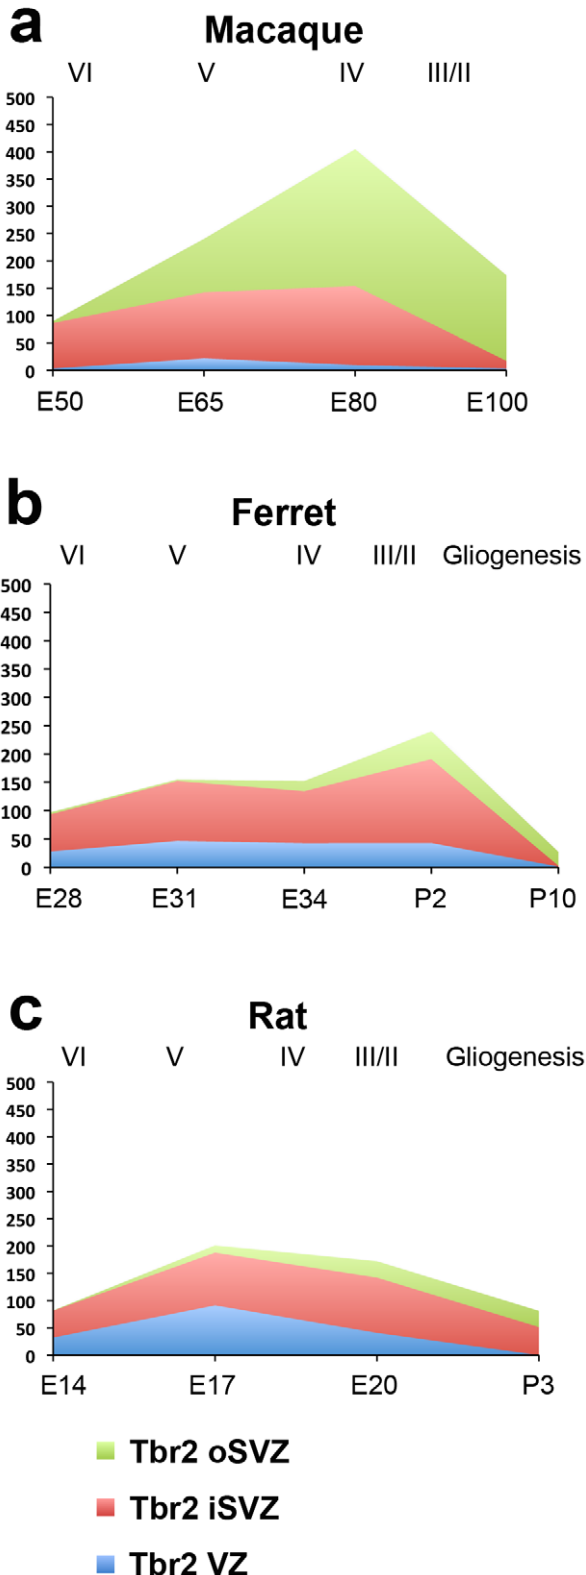 a
Macaque
VI V IV III/II
500
450
400
350
300
250
200
150
100
50
0
E50 E65 E80 E100
b
Ferret
VI V IV III/II Gliogenesis
500
450
400
350
300
250
200
150
100
50
0
E28 E31 E34 P2 P10
c
Rat
VI V IV III/II Gliogenesis
500
450
400
350
300
250
200
150
100
50
0
E14 E17 E20 P3
Tbr2 oSVZ
Tbr2 iSVZ
Tbr2 VZ